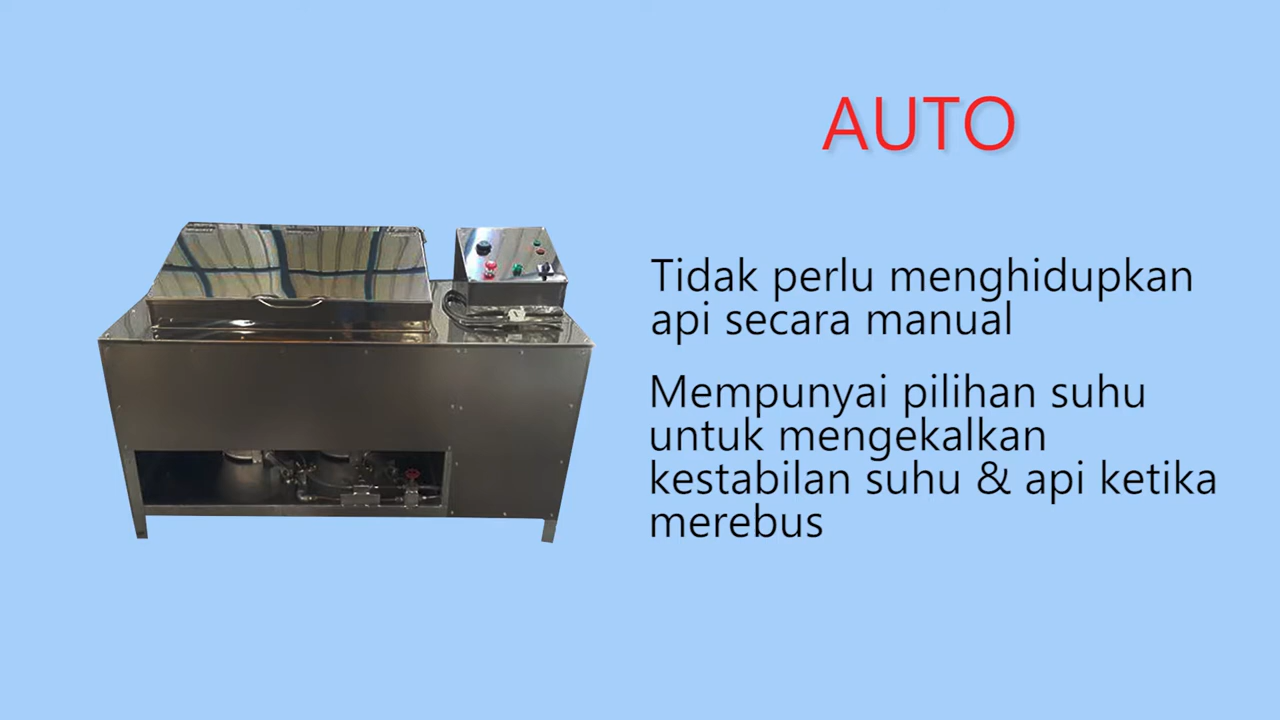 AUTO
Tidak perlu menghidupkan
api secara manual
Mempunyai pilihan suhu
untuk mengekalkan
kestabilan suhu & api ketika
merebus